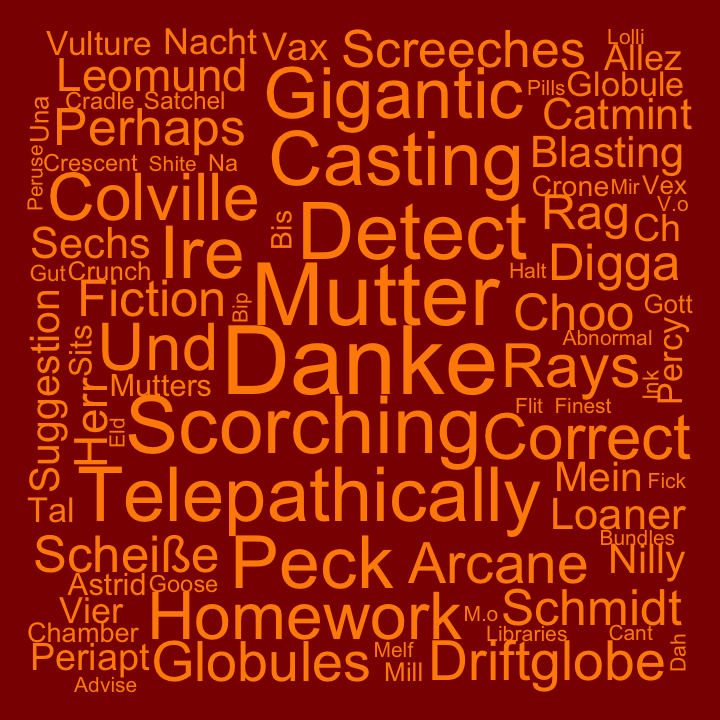 Lolli
Vulture Nacht Vax Screeches Allez
Leomund Gigantic Pills Globule
Cradle Satchel Catmint
Una Perhaps Casting Blasting
Peruse Crescent Shite Na Crone Mir Vex
Colville Bis Detect Rag V.o
Sechs Ire Ch
Gut Crunch Mutter Halt Digga
Fiction Bip Choo Gott
Suggestion Sits Und Danke Abnormal Percy
Mutters Rays Ink
Herr Eld Scorching Flit Finest
Correct
Telepathically Mein Fick
Tal Loaner
Scheiße Peck Arcane Bundles
Astrid Goose Nilly
Vier Homework M.o Schmidt
Chamber Libraries Cant
Periapt Globules Melf Driftglobe Dah
Mill
Advise